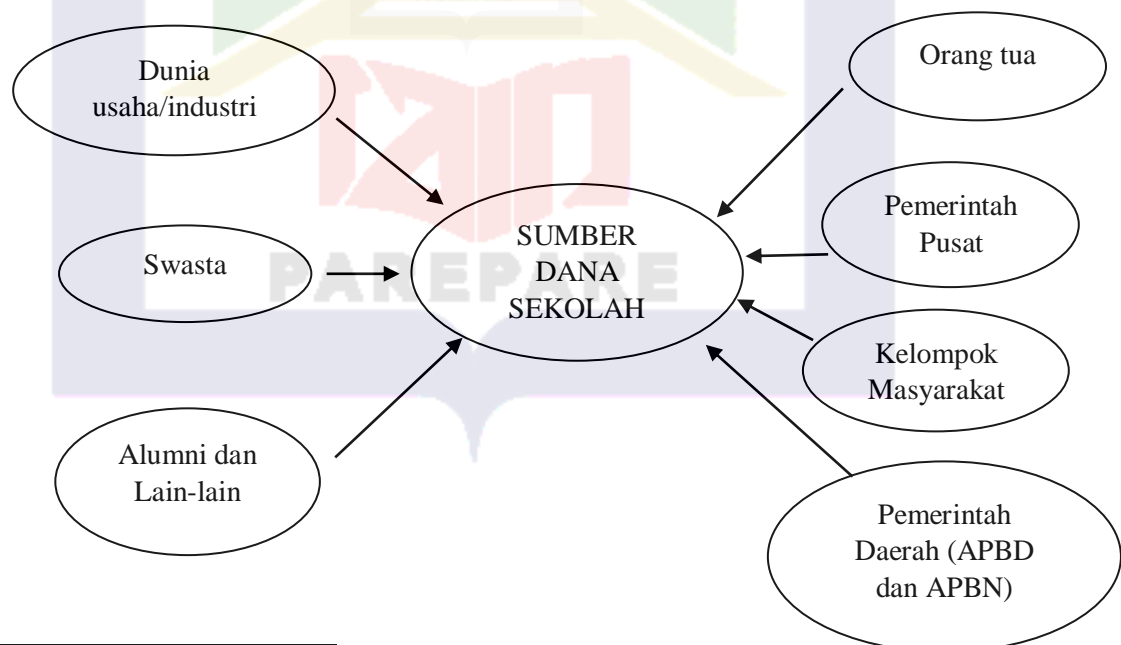 Dunia
usaha/industri
Swasta
Alumni dan
Lain-lain
SUMBER
DANA
SEKOLAH
Orang tua
Pemerintah
Pusat
Kelompok
Masyarakat
Pemerintah
Daerah (APBD
dan APBN)
PAREPARE